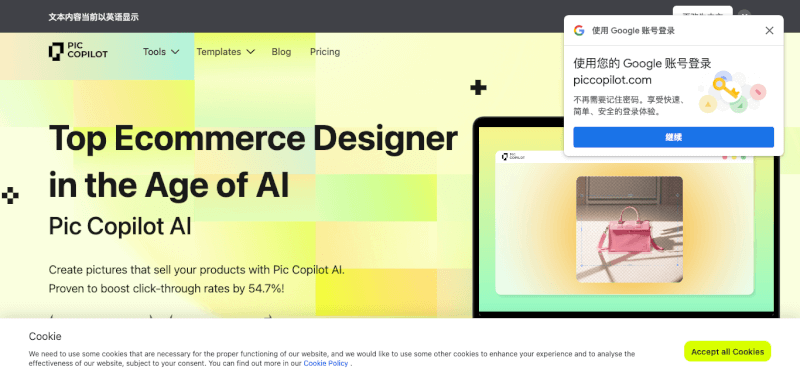 文本内容当前以英语显示
PIC
COPILOT
Tools
Templates
Blog
Pricing
使用 Google 账号登录
使用您的 Google 账号登录
piccopilot.com
不再需要记住密码。享受快速、
简单、安全的登录体验。
继续
Top Ecommerce Designer
in the Age of AI
Pic Copilot AI
Create pictures that sell your products with Pic Copilot AI.
Proven to boost click-through rates by 54.7%!
PIC
COPILOT
Cookie
We need to use some cookies that are necessary for the proper functioning of our website, and we would like to use some other cookies to enhance your experience and to analyse the
effectiveness of our website, subject to your consent. You can find out more in our Cookie Policy .
Accept all Cookies